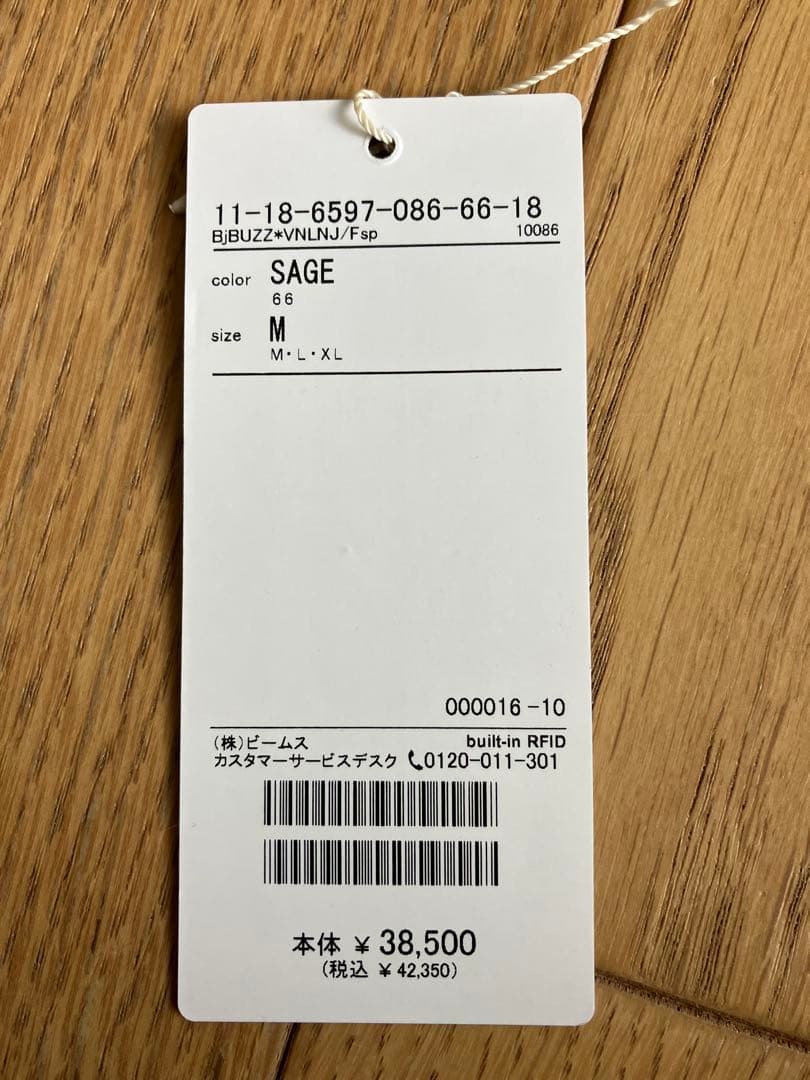 11-18-6597-086-66-18
BjBUZZ*VNLNJ/Fsp 10086
color SAGE
66
size M
M・L・XL
000016-10
(株)ビームス built-in RFID
カスタマーサービスデスク 0120-011-301
本体 ¥ 38,500
(税込 ¥ 42,350)